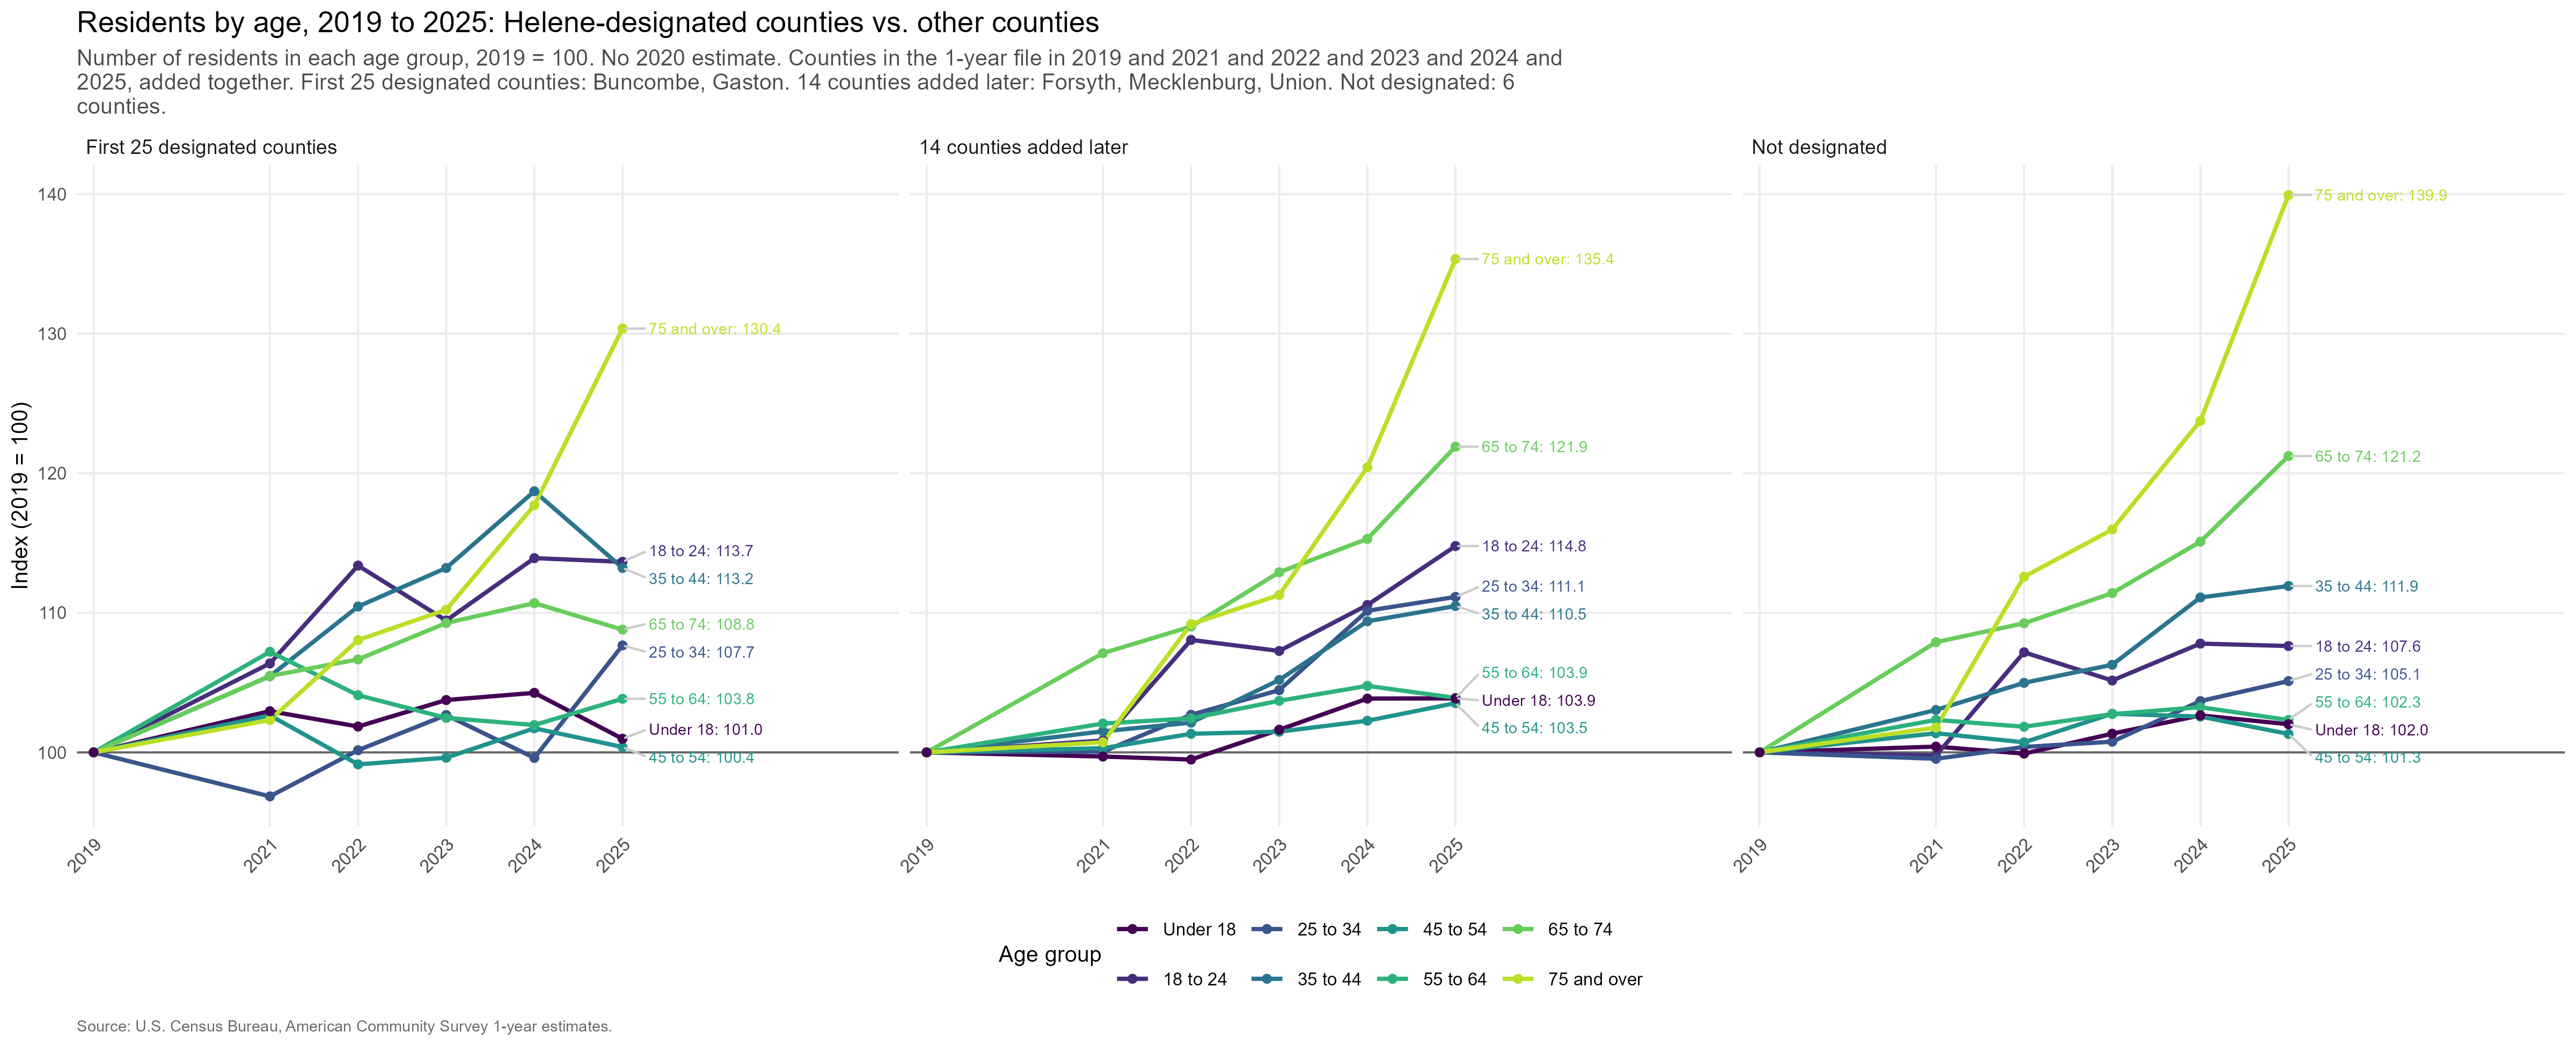 Residents by age, 2019 to 2025: Helene-designated counties vs. other counties
Number of residents in each age group, 2019 = 100. No 2020 estimate. Counties in the 1-year file in 2019 and 2021 and 2022 and 2023 and 2024 and
2025, added together. First 25 designated counties: Buncombe, Gaston. 14 counties added later: Forsyth, Mecklenburg, Union. Not designated: 6
counties.
First 25 designated counties
14 counties added later
Not designated
Index (2019 = 100)
140
130
120
110
100
75 and over: 130.4
18 to 24: 113.7
35 to 44: 113.2
65 to 74: 108.8
25 to 34: 107.7
55 to 64: 103.8
Under 18: 101.0
45 to 54: 100.4
75 and over: 135.4
65 to 74: 121.9
18 to 24: 114.8
25 to 34: 111.1
35 to 44: 110.5
55 to 64: 103.9
Under 18: 103.9
45 to 54: 103.5
75 and over: 139.9
65 to 74: 121.2
35 to 44: 111.9
18 to 24: 107.6
25 to 34: 105.1
55 to 64: 102.3
Under 18: 102.0
45 to 54: 101.3
2019 2021 2022 2023 2024 2025
2019 2021 2022 2023 2024 2025
2019 2021 2022 2023 2024 2025
Age group
Under 18 25 to 34 45 to 54 65 to 74
18 to 24 35 to 44 55 to 64 75 and over
Source: U.S. Census Bureau, American Community Survey 1-year estimates.